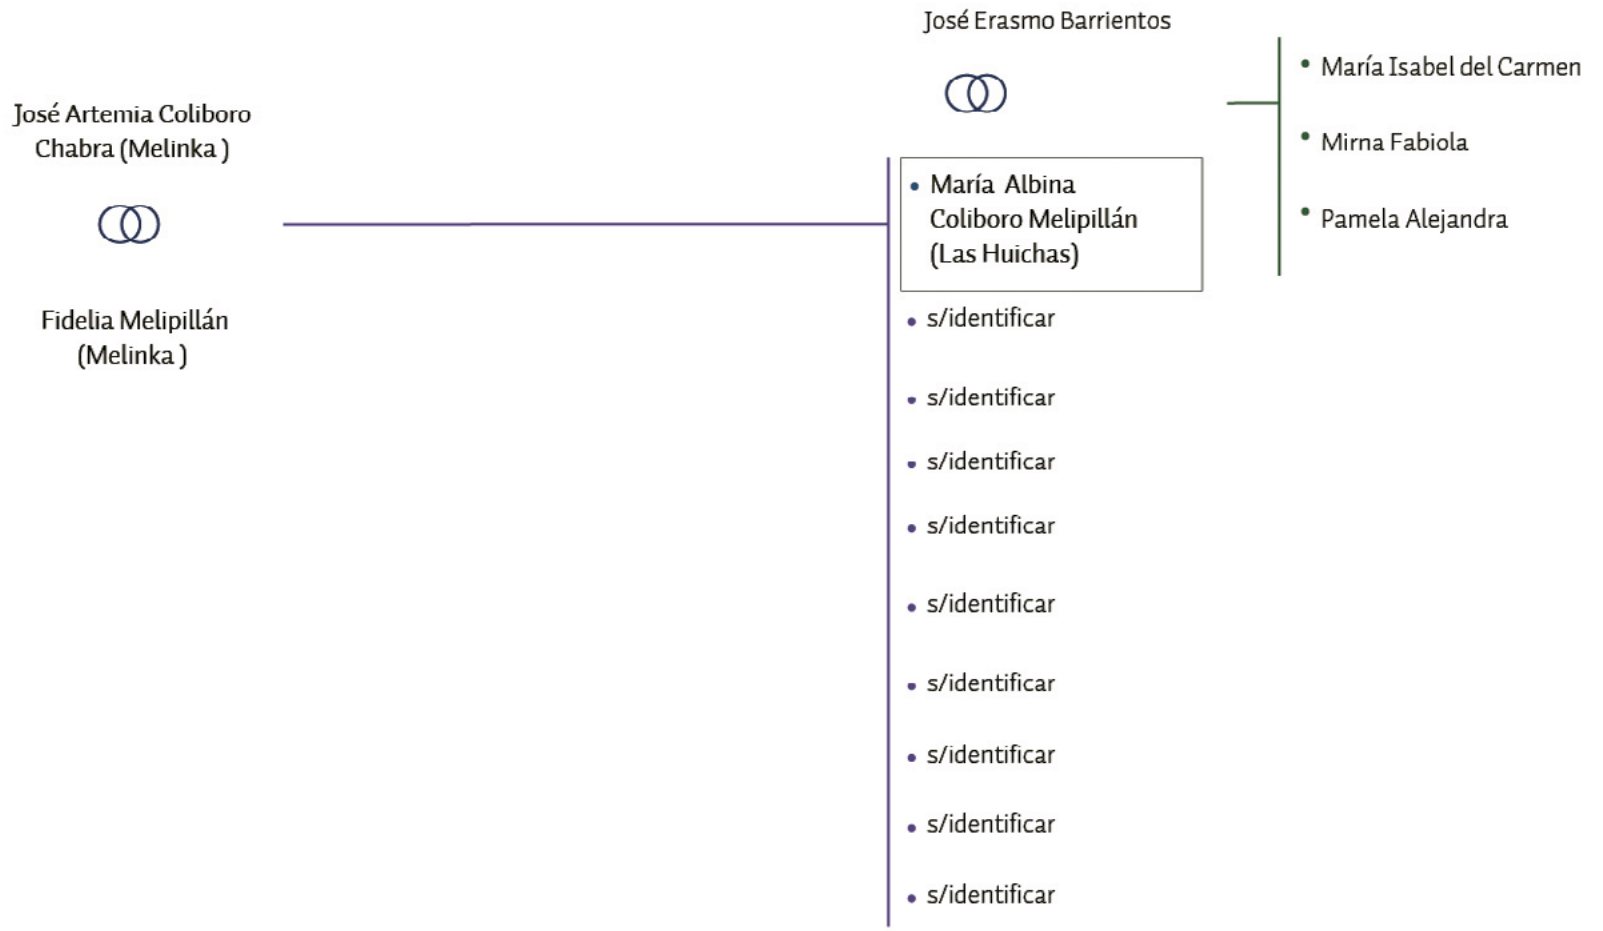 José Artemia Coliboro
Chabra (Melinka )
Fidelia Melipillán
(Melinka )
José Erasmo Barrientos
• María Albina
Coliboro Melipillán
(Las Huichas)
• s/identificar
• s/identificar
• s/identificar
• s/identificar
• s/identificar
• s/identificar
• s/identificar
• s/identificar
• s/identificar
• María Isabel del Carmen
• Mirna Fabiola
• Pamela Alejandra